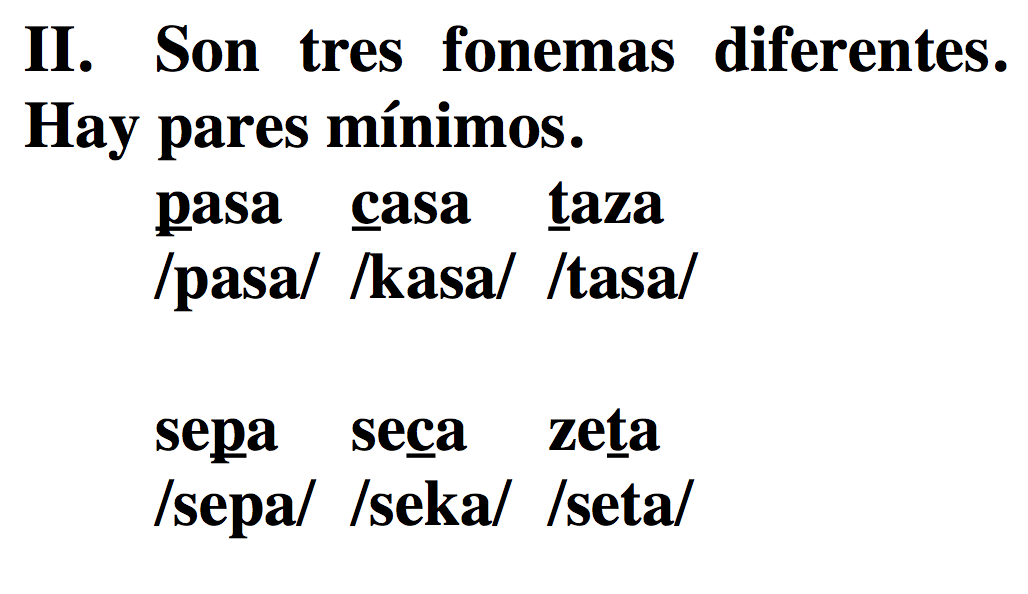 II. Son tres fonemas diferentes.
Hay pares mínimos.
pasa casa taza
/pasa/ /kasa/ /tasa/
sepa seca zeta
/sepa/ /seka/ /seta/